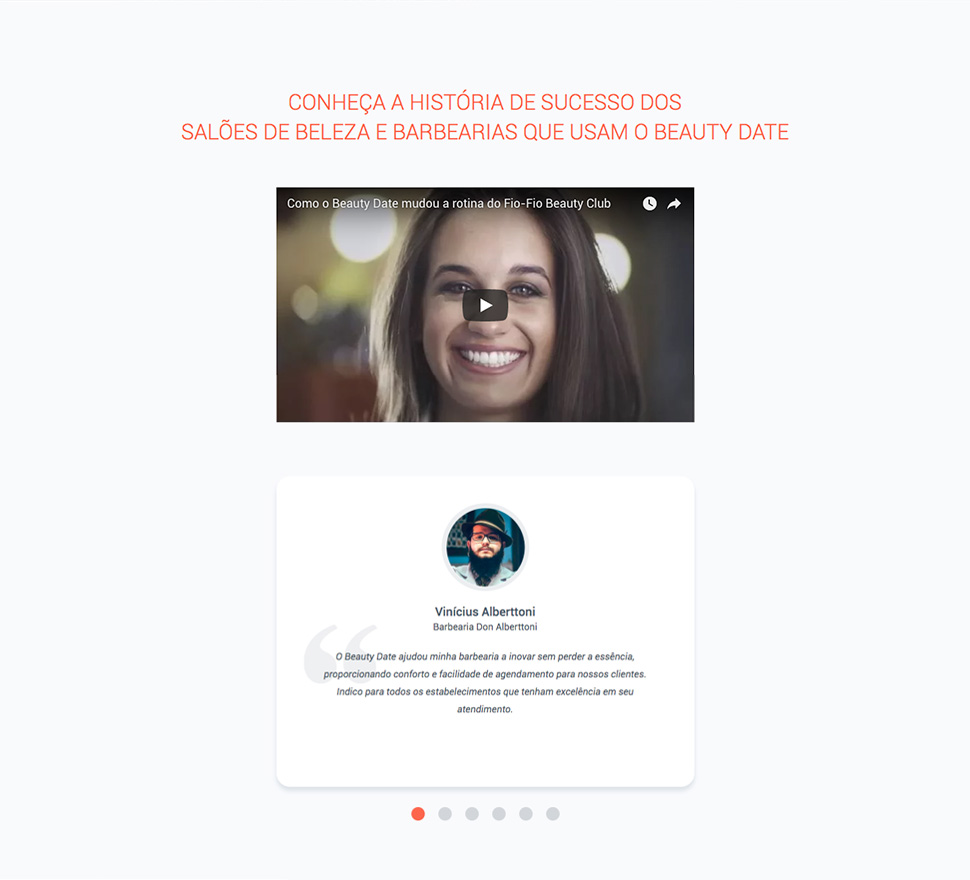 CONHEÇA A HISTÓRIA DE SUCESSO DOS
SALÕES DE BELEZA E BARBEARIAS QUE USAM O BEAUTY DATE
Como o Beauty Date mudou a rotina do Fio-Fio Beauty Club
Vinícius Alberttoni
Barbearia Don Alberttoni
O Beauty Date ajudou minha barbearia a inovar sem perder a essência,
proporcionando conforto e facilidade de agendamento para nossos clientes.
Indico para todos os estabelecimentos que tenham excelência em seu
atendimento.